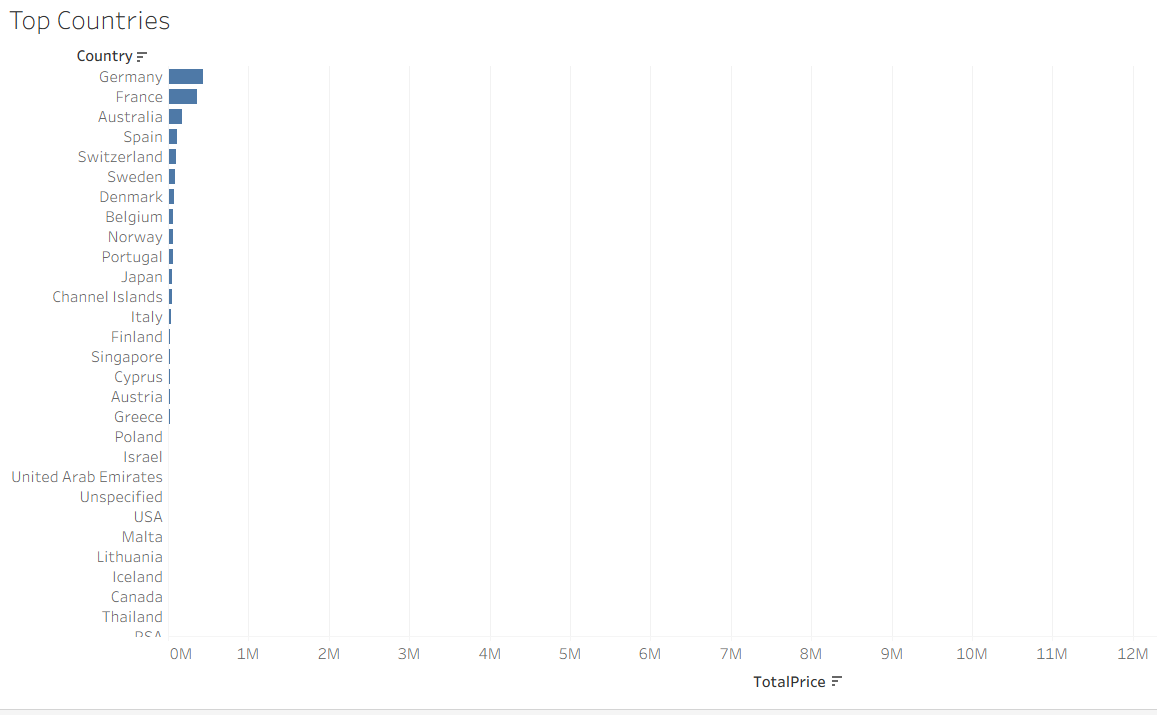 Top Countries
Country
Germany
France
Australia
Spain
Switzerland
Sweden
Denmark
Belgium
Norway
Portugal
Japan
Channel Islands
Italy
Finland
Singapore
Cyprus
Austria
Greece
Poland
Israel
United Arab Emirates
Unspecified
USA
Malta
Lithuania
Iceland
Canada
Thailand
RSA
0M 1M 2M 3M 4M 5M 6M 7M 8M 9M 10M 11M 12M
TotalPrice